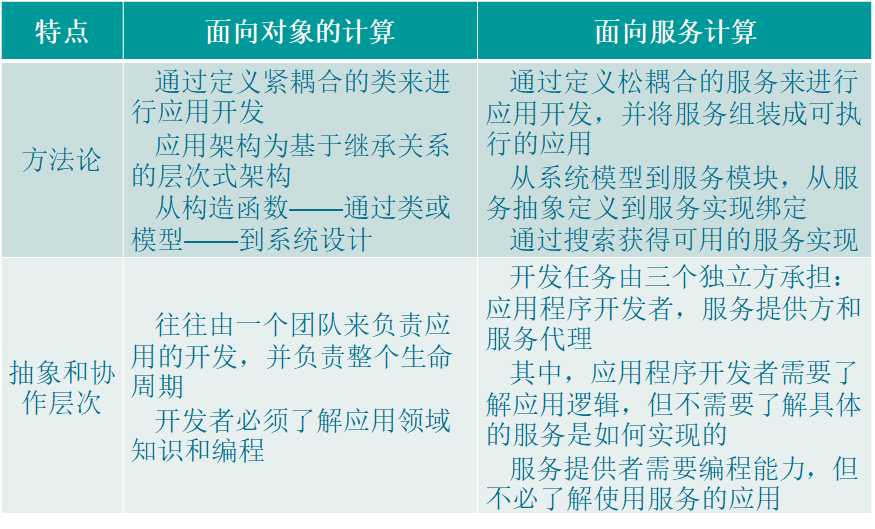 特点
面向对象的计算
面向服务计算
方法论
通过定义紧耦合的类来进
行应用开发
应用架构为基于继承关系
的层次式架构
从构造函数——通过类或
模型——到系统设计
通过定义松耦合的服务来进行
应用开发，并将服务组装成可执
行的应用
从系统模型到服务模块，从服
务抽象定义到服务实现绑定
通过搜索获得可用的服务实现
抽象和协
作层次
往往由一个团队来负责应
用的开发，并负责整个生命
周期
开发者必须了解应用领域
知识和编程
开发任务由三个独立方承担：
应用程序开发者，服务提供方和
服务代理
其中，应用程序开发者需要了
解应用逻辑，但不需要了解具体
的服务是如何实现的
服务提供者需要编程能力，但
不必了解使用服务的应用